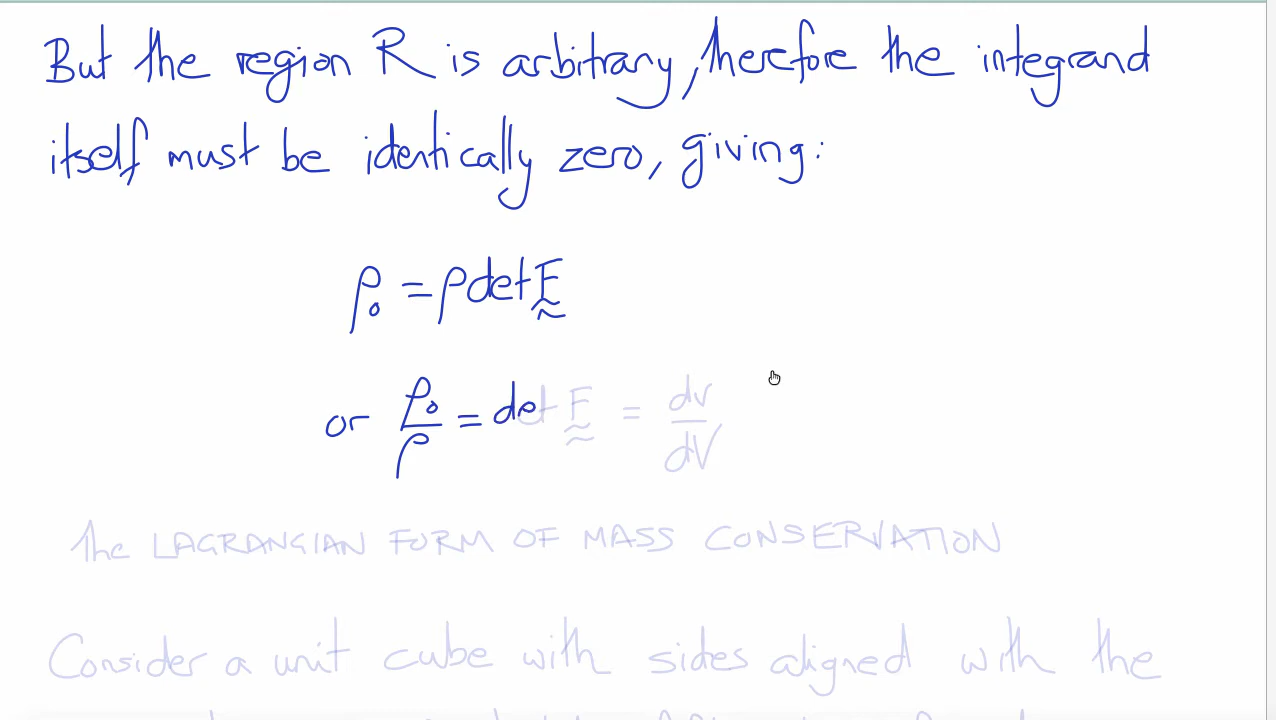 But the region R is arbitrary, therefore the integrand
itself must be identically zero, giving:
ρ₀ = ρ det F
or ρ₀/ρ = det F = dv/dV
the LAGRANGIAN FORM OF MASS CONSERVATION
Consider a unit cube with sides aligned with the